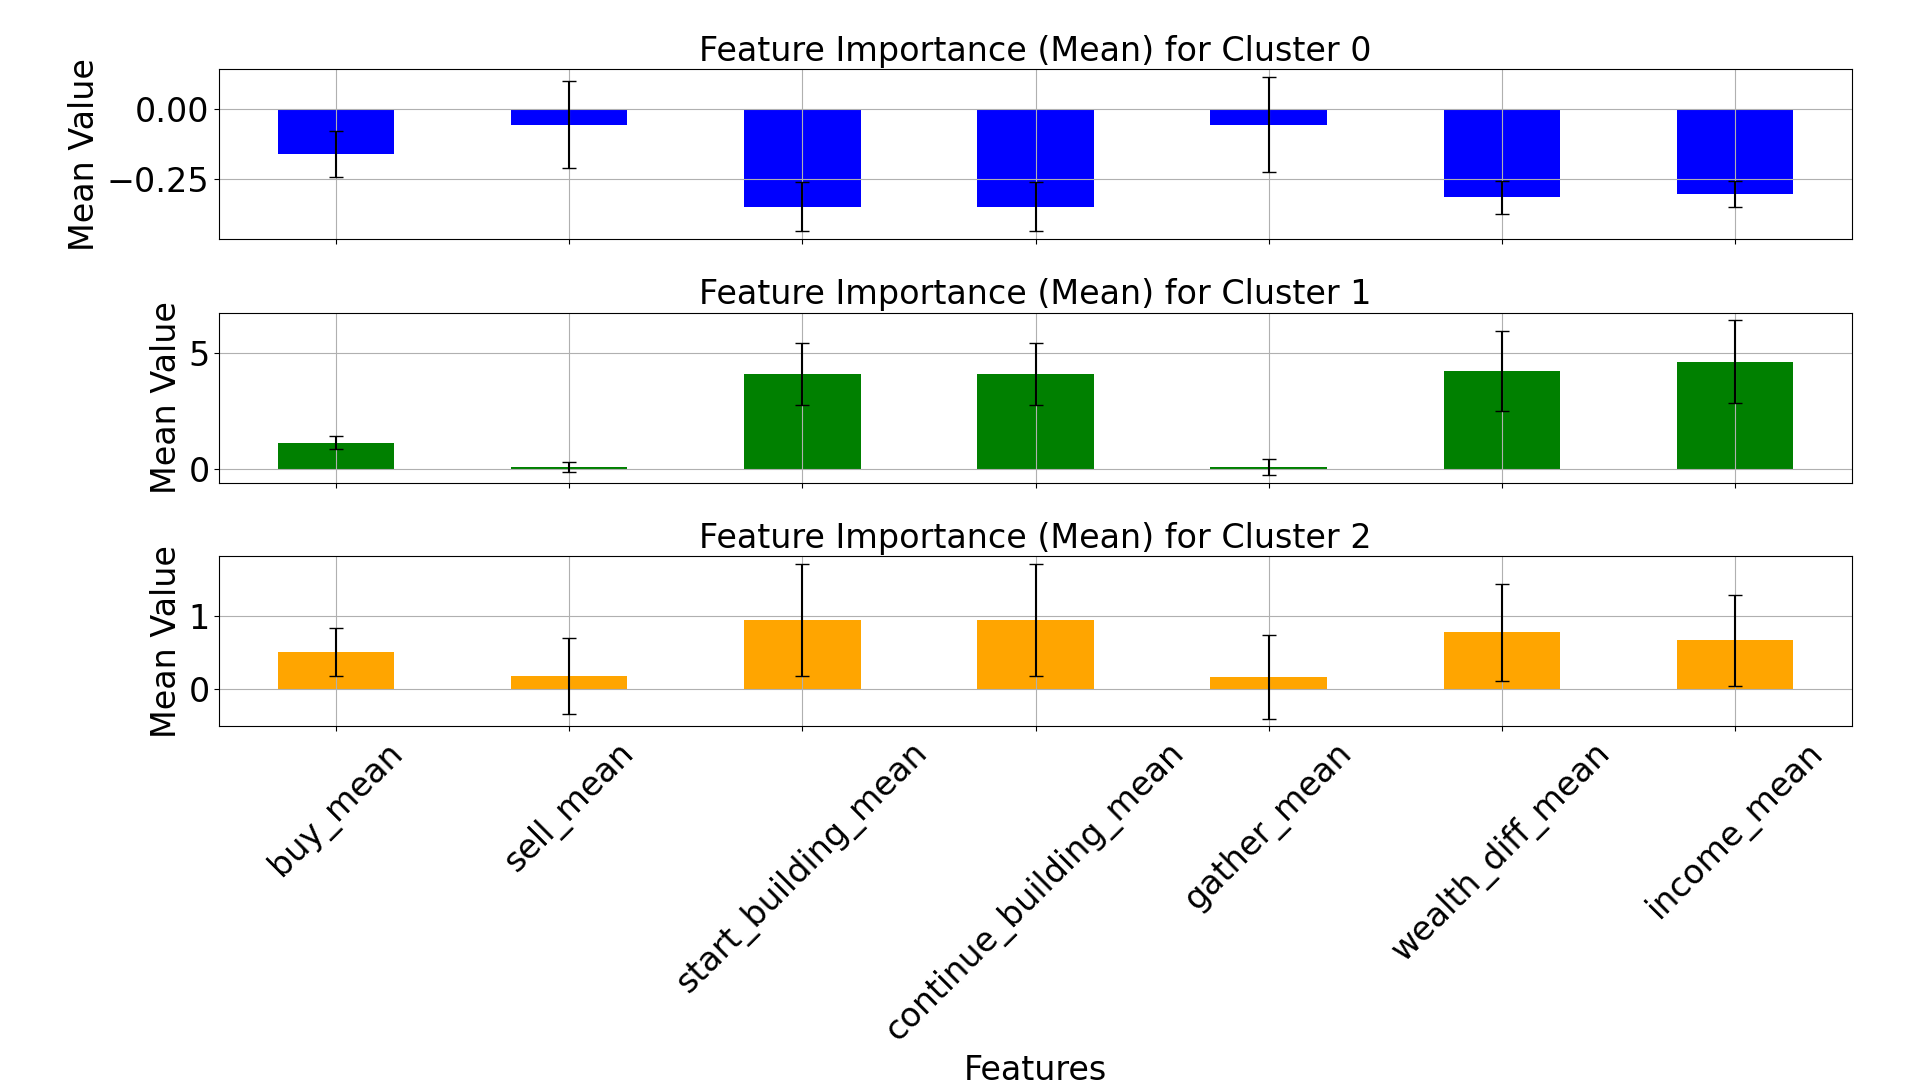 Feature Importance (Mean) for Cluster 0
Mean Value
0.00
−0.25
Feature Importance (Mean) for Cluster 1
Mean Value
5
0
Feature Importance (Mean) for Cluster 2
Mean Value
1
0
buy_mean
sell_mean
start_building_mean
continue_building_mean
gather_mean
wealth_diff_mean
income_mean
Features